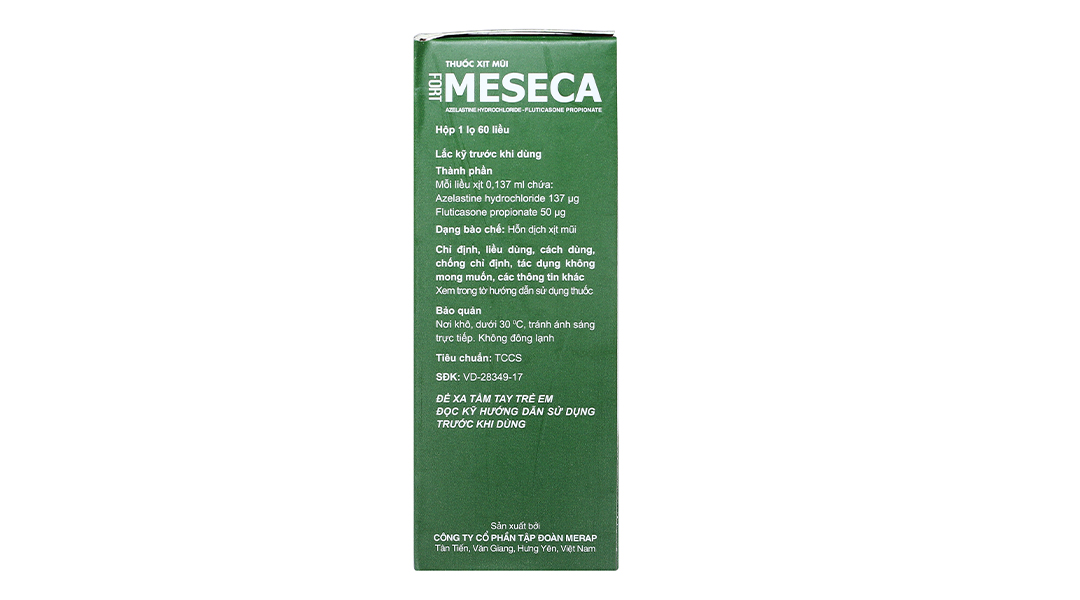 THUỐC XỊT MŨI
FORT MESECA
AZELASTINE HYDROCHLORIDE - FLUTICASONE PROPIONATE
Hộp 1 lọ 60 liều
Lắc kỹ trước khi dùng
Thành phần
Mỗi liều xịt 0,137 ml chứa:
Azelastine hydrochloride 137 µg
Fluticasone propionate 50 µg
Dạng bào chế: Hỗn dịch xịt mũi
Chỉ định, liều dùng, cách dùng,
chống chỉ định, tác dụng không
mong muốn, các thông tin khác
Xem trong tờ hướng dẫn sử dụng thuốc
Bảo quản
Nơi khô, dưới 30 ºC, tránh ánh sáng
trực tiếp. Không đông lạnh
Tiêu chuẩn: TCCS
SĐK: VD-28349-17
ĐỂ XA TẦM TAY TRẺ EM
ĐỌC KỸ HƯỚNG DẪN SỬ DỤNG
TRƯỚC KHI DÙNG
Sản xuất bởi
CÔNG TY CỔ PHẦN TẬP ĐOÀN MERAP
Tân Tiến, Văn Giang, Hưng Yên, Việt Nam